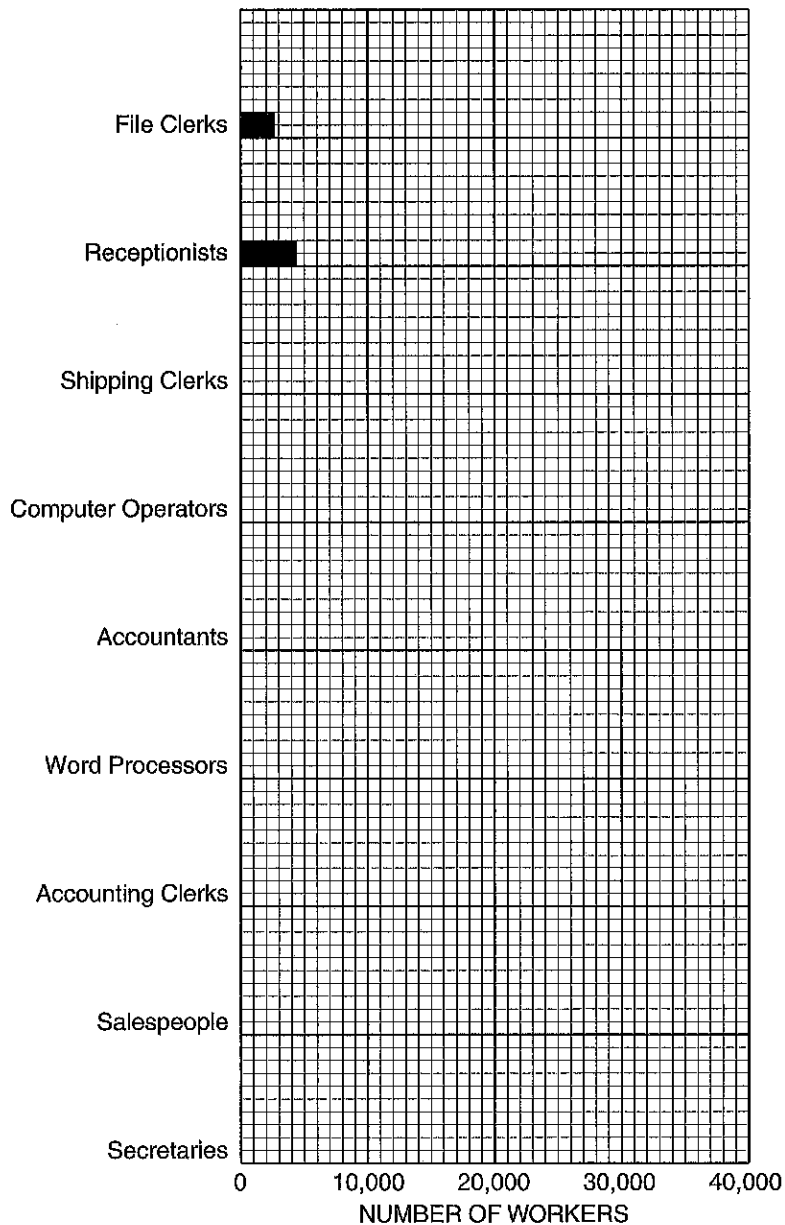 File Clerks
Receptionists
Shipping Clerks
Computer Operators
Accountants
Word Processors
Accounting Clerks
Salespeople
Secretaries
0 10,000 20,000 30,000 40,000
NUMBER OF WORKERS